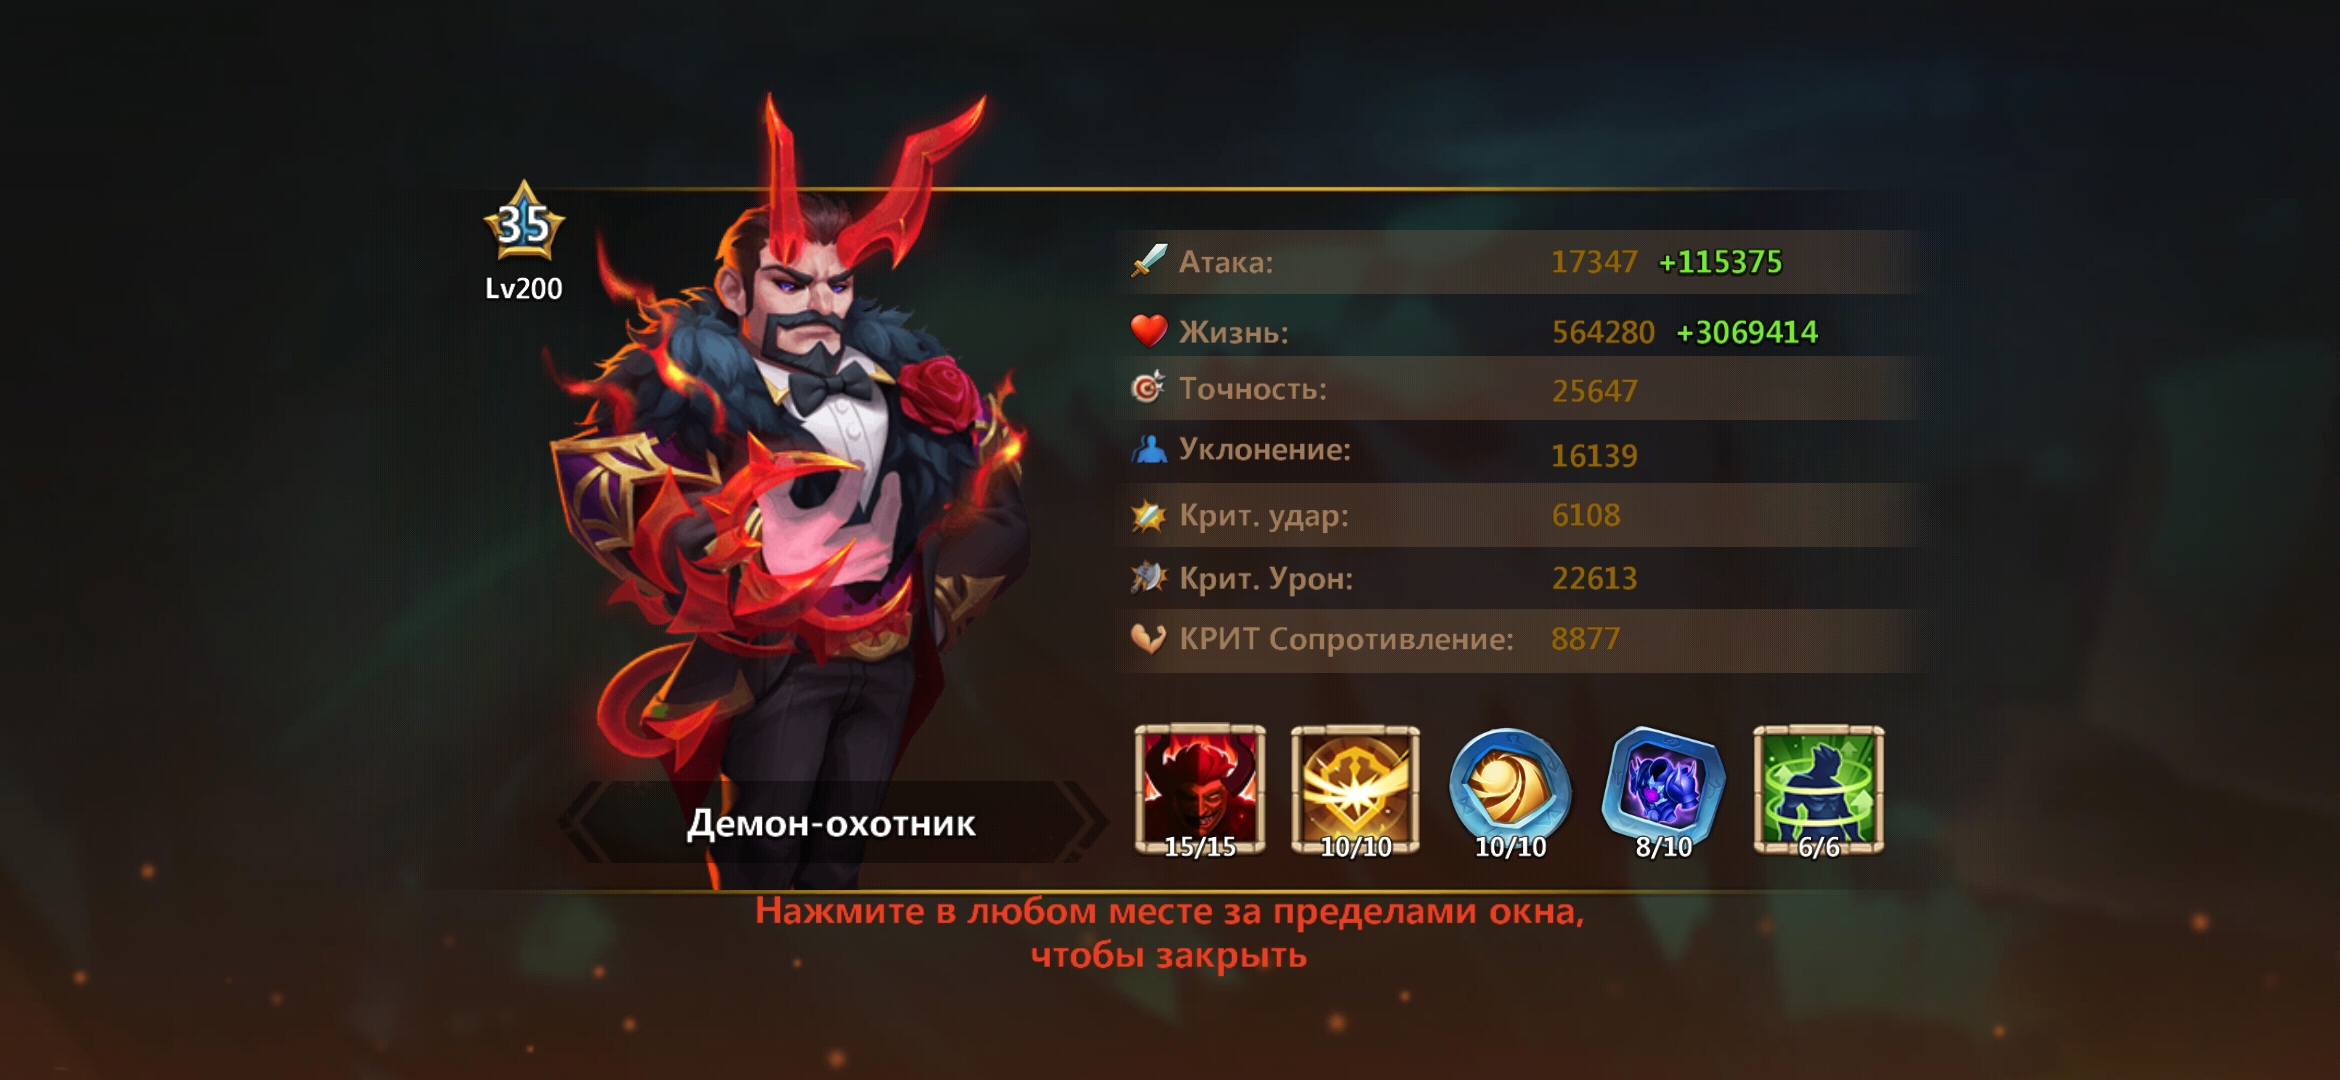 35
Lv200
Атака: 17347 +115375
Жизнь: 564280 +3069414
Точность: 25647
Уклонение: 16139
Крит. удар: 6108
Крит. Урон: 22613
КРИТ Сопротивление: 8877
Демон-охотник
15/15 10/10 10/10 8/10 6/6
Нажмите в любом месте за пределами окна,
чтобы закрыть